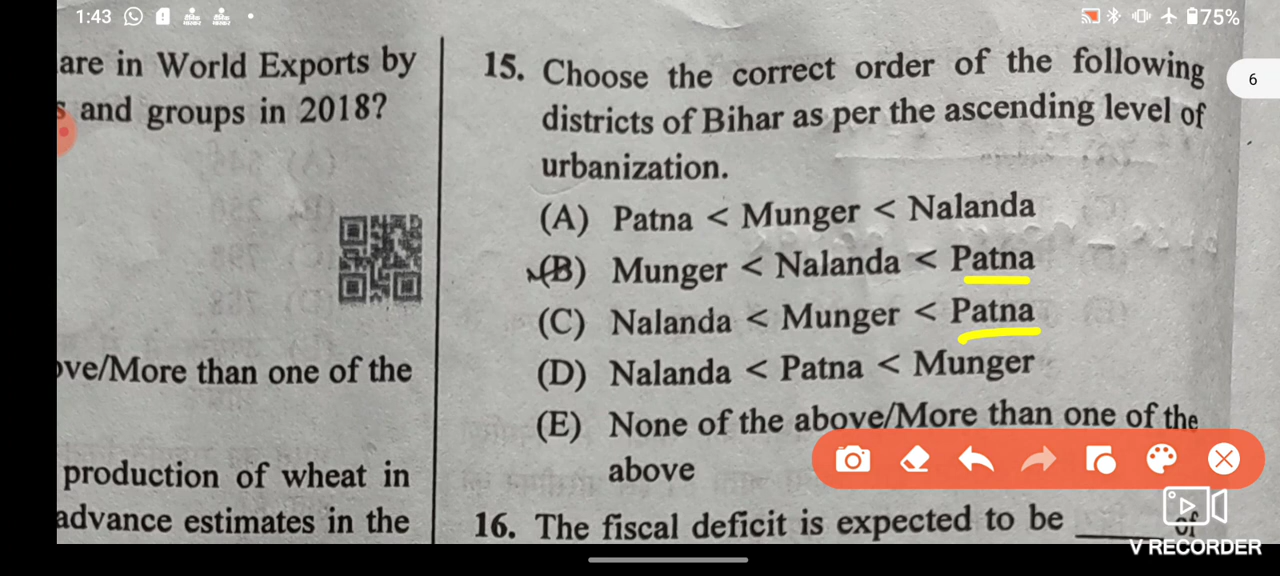 1:43
75%
6
are in World Exports by
s and groups in 2018?
ove/More than one of the
production of wheat in
advance estimates in the
15. Choose the correct order of the following
districts of Bihar as per the ascending level of
urbanization.
(A) Patna < Munger < Nalanda
(B) Munger < Nalanda < Patna
(C) Nalanda < Munger < Patna
(D) Nalanda < Patna < Munger
(E) None of the above/More than one of the
above
16. The fiscal deficit is expected to be ____ of
V RECORDER